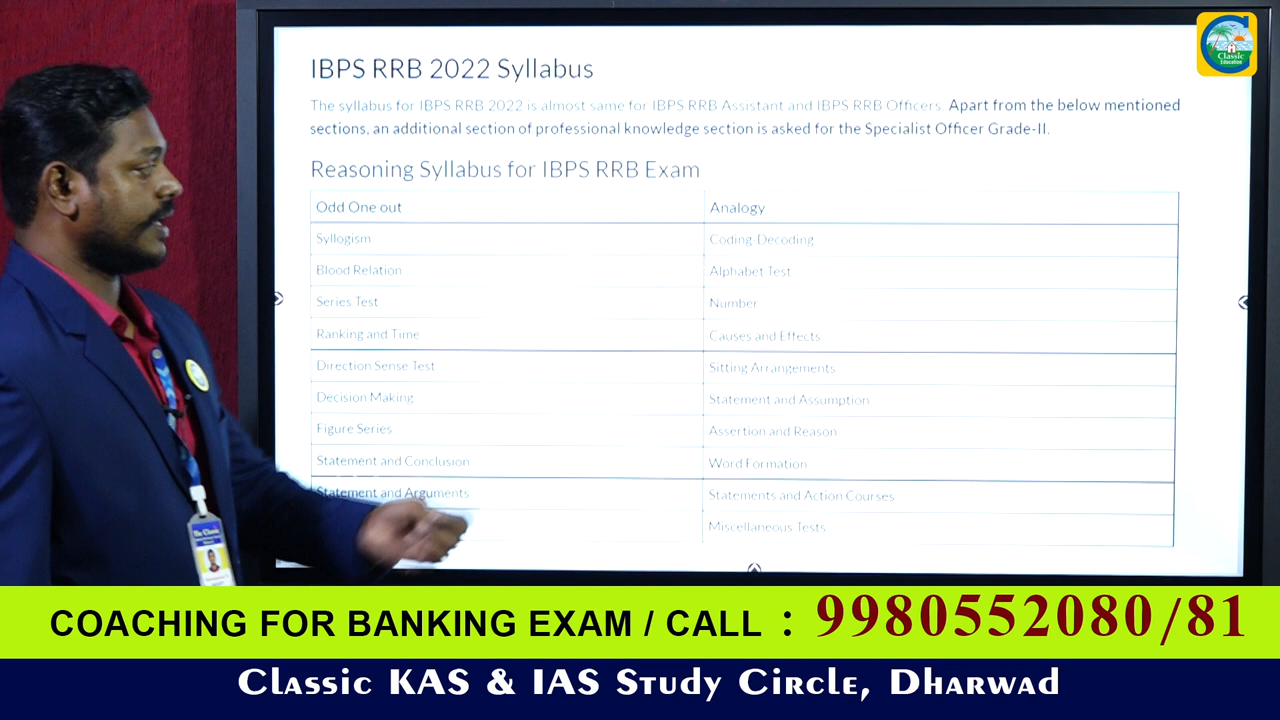 IBPS RRB 2022 Syllabus
Classic
Education
The syllabus for IBPS RRB 2022 is almost same for IBPS RRB Assistant and IBPS RRB Officers. Apart from the below mentioned
sections, an additional section of professional knowledge section is asked for the Specialist Officer Grade-II.
Reasoning Syllabus for IBPS RRB Exam
Odd One out Analogy
Syllogism Coding-Decoding
Blood Relation Alphabet Test
Series Test Number
Ranking and Time Causes and Effects
Direction Sense Test Sitting Arrangements
Decision Making Statement and Assumption
Figure Series Assertion and Reason
Statement and Conclusion Word Formation
Statement and Arguments Statements and Action Courses
Miscellaneous Tests
The Classic
COACHING FOR BANKING EXAM / CALL : 9980552080/81
Classic KAS & IAS Study Circle, Dharwad